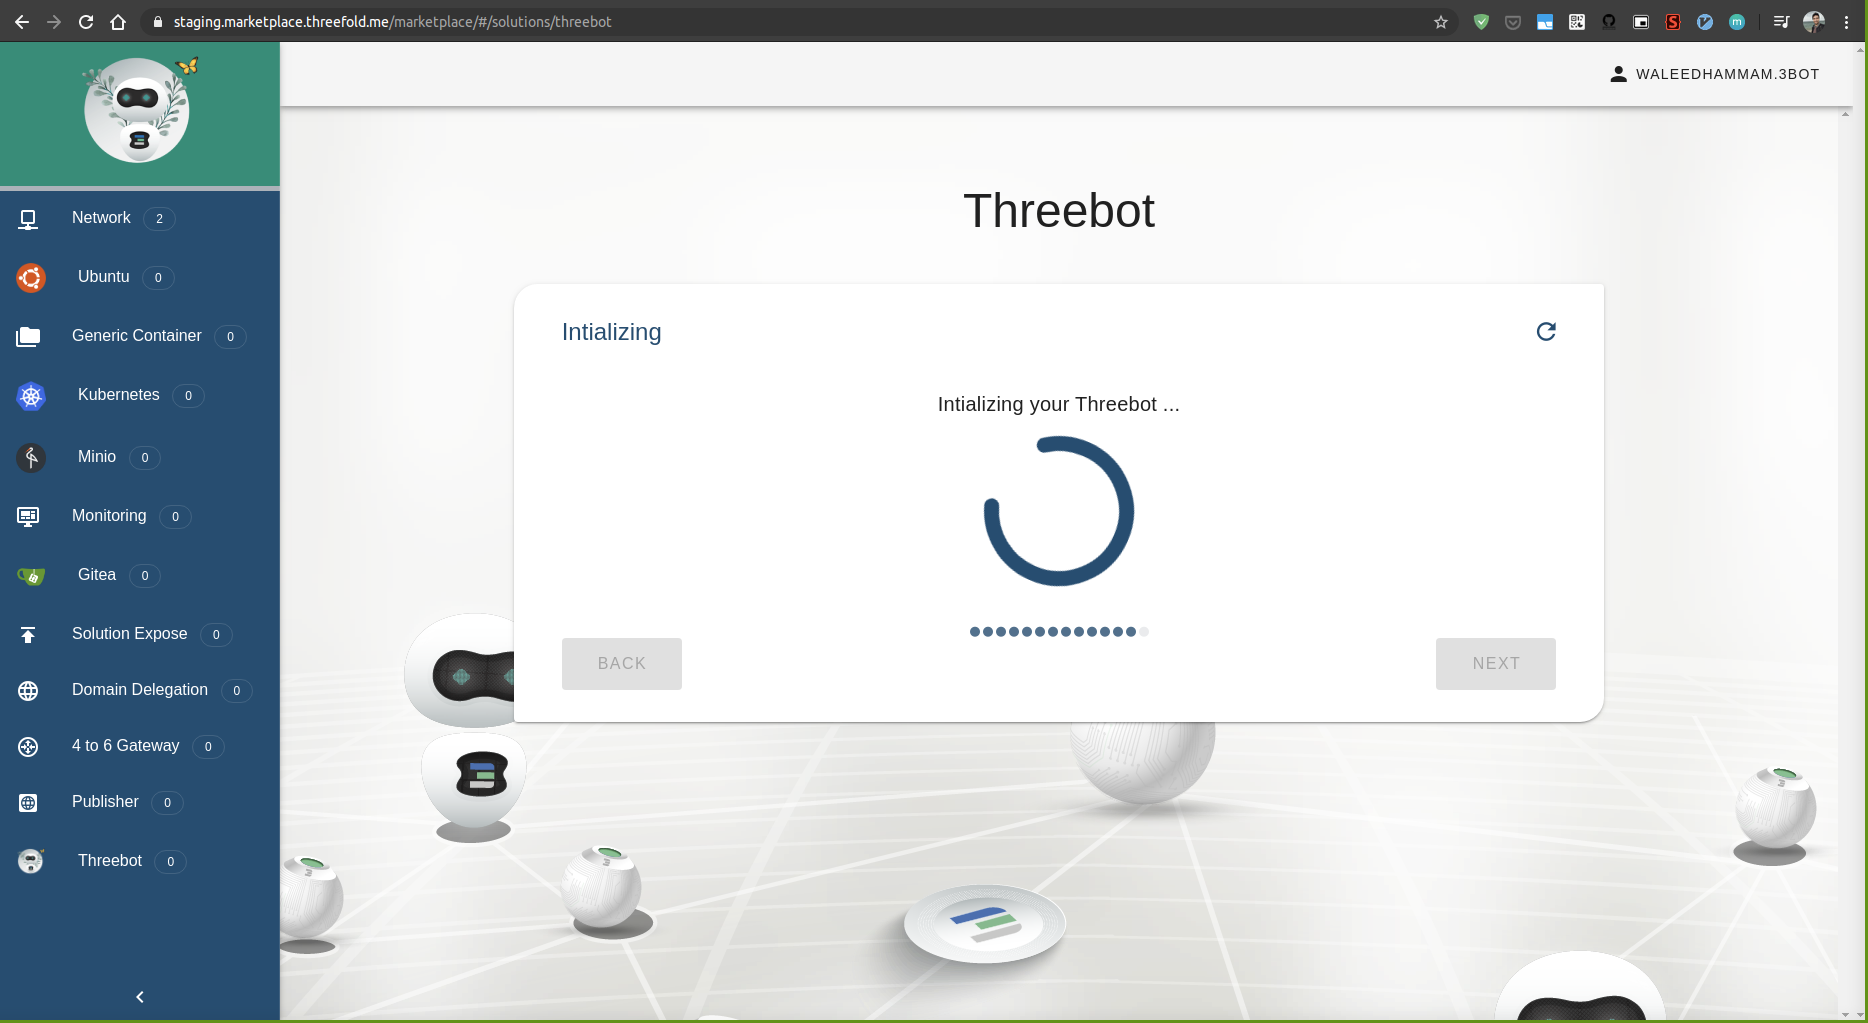 staging.marketplace.threefold.me/marketplace/#/solutions/threebot
WALEEDHAMMAM.3BOT
Network 2
Ubuntu 0
Generic Container 0
Kubernetes 0
Minio 0
Monitoring 0
Gitea 0
Solution Expose 0
Domain Delegation 0
4 to 6 Gateway 0
Publisher 0
Threebot 0
Threebot
Intializing
Intializing your Threebot ...
BACK
NEXT